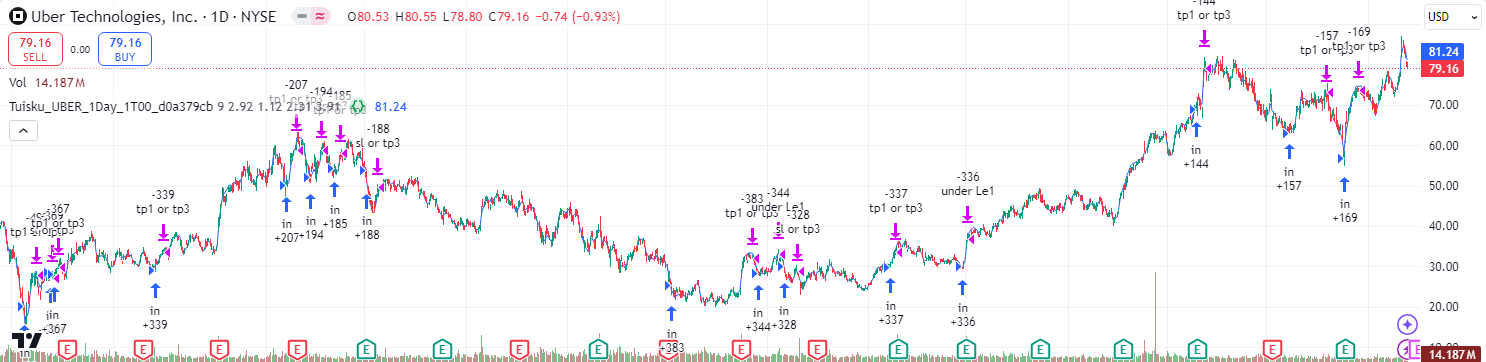 Uber Technologies, Inc. · 1D · NYSE O80.53 H80.55 L78.80 C79.16 −0.74 (−0.93%)
USD
79.16 SELL
0.00
79.16 BUY
Vol 14.187M
Tuisku_UBER_1Day_1T00_d0a379cb 9 2.92 1.12 2.31 3.91 81.24
-144
tp1 or tp3
-157
tp1 or tp3
-169
tp1 or tp3
-207
tp1 or tp3
-194
-185
tp1 or tp3
-188
sl or tp3
-339
tp1 or tp3
-369
-367
tp1 or tp3
-383
tp1 or tp3
-344
under Le1
-328
sl or tp3
-337
tp1 or tp3
-336
under Le1
in
in
+367
in
+339
in
+207
in
+194
in
+185
in
+188
in
+383
in
+344
in
+328
in
+337
in
+336
in
+144
in
+157
in
+169
81.24
79.16
70.00
60.00
50.00
40.00
30.00
20.00
14.187M
E E E E E E E E E E E E E E E E E E